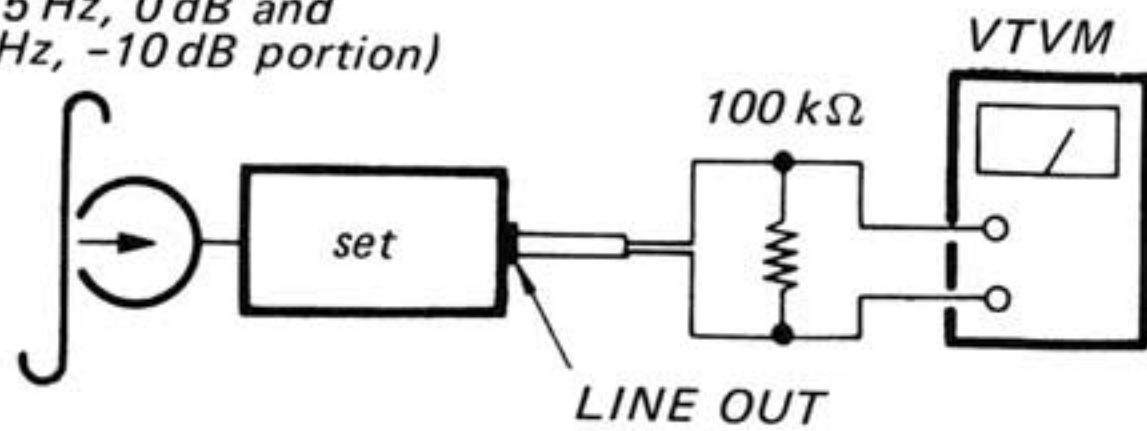 5 Hz, 0 dB and
Hz, -10 dB portion)
VTVM
100 kΩ
set
LINE OUT